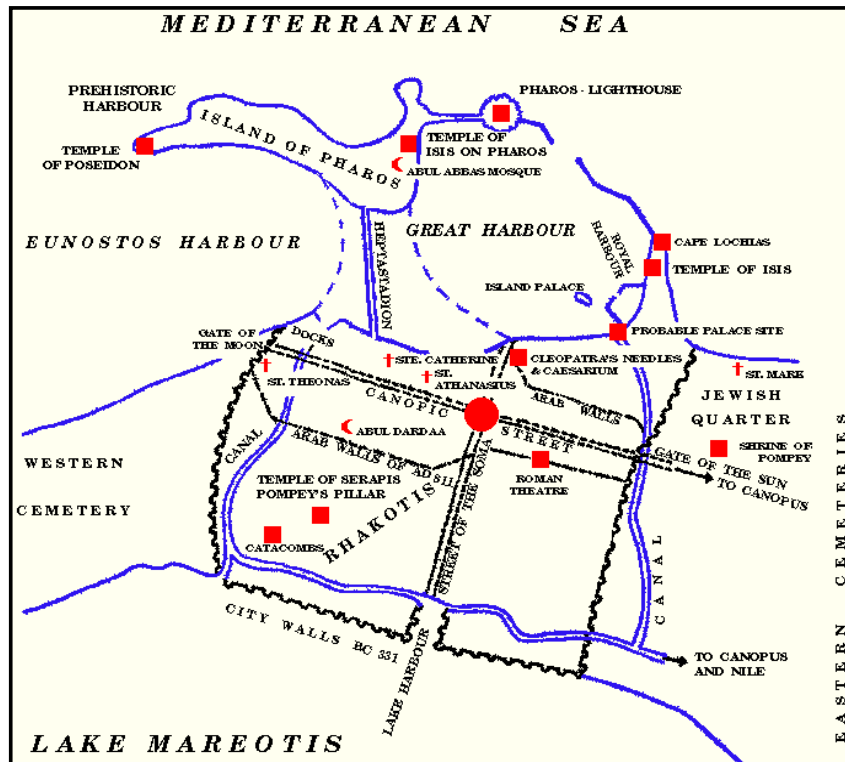 MEDITERRANEAN SEA
PREHISTORIC
HARBOUR
PHAROS - LIGHTHOUSE
ISLAND OF PHAROS
TEMPLE
OF POSEIDON
TEMPLE OF
ISIS ON PHAROS
ABUL ABBAS MOSQUE
EUNOSTOS HARBOUR
HEPTASTADION
GREAT HARBOUR
ROYAL
HARBOUR
CAPE LOCHIAS
TEMPLE OF ISIS
ISLAND PALACE
PROBABLE PALACE SITE
GATE OF
THE MOON
DOCKS
STE. CATHERINE
ST.
ATHANASIUS
CLEOPATRA'S NEEDLES
& CAESARIUM
ST. MARK
ST. THEONAS
JEWISH
QUARTER
CANOPIC
STREET
ARAB WALLS
ABUL DARDAA
ARAB WALLS OF AD 811
SHRINE OF
POMPEY
GATE OF THE SUN
TO CANOPUS
WESTERN
CEMETERY
CANAL
TEMPLE OF SERAPIS
POMPEY'S PILLAR
ROMAN
THEATRE
RHAKOTIS
STREET OF THE SOMA
CATACOMBS
CANAL
EASTERN CEMETERIES
CITY WALLS BC 331
LAKE HARBOUR
TO CANOPUS
AND NILE
LAKE MAREOTIS